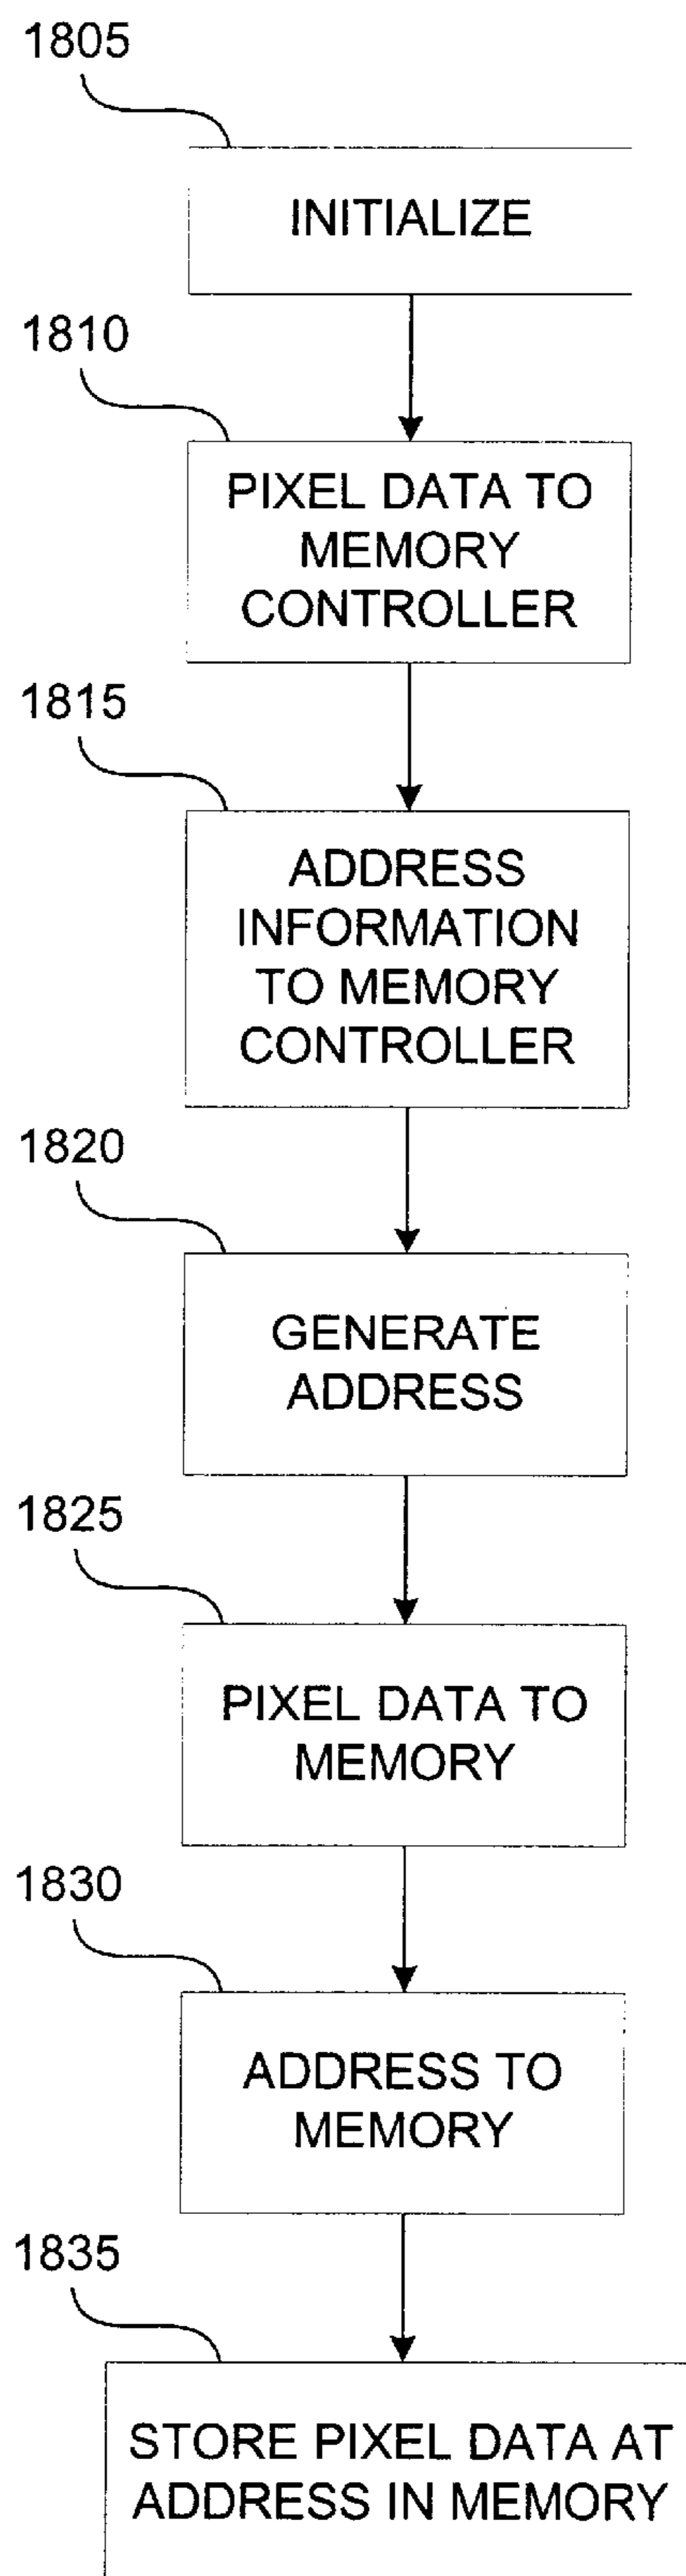 1805
INITIALIZE
1810
PIXEL DATA TO
MEMORY
CONTROLLER
1815
ADDRESS
INFORMATION
TO MEMORY
CONTROLLER
1820
GENERATE
ADDRESS
1825
PIXEL DATA TO
MEMORY
1830
ADDRESS TO
MEMORY
1835
STORE PIXEL DATA AT
ADDRESS IN MEMORY